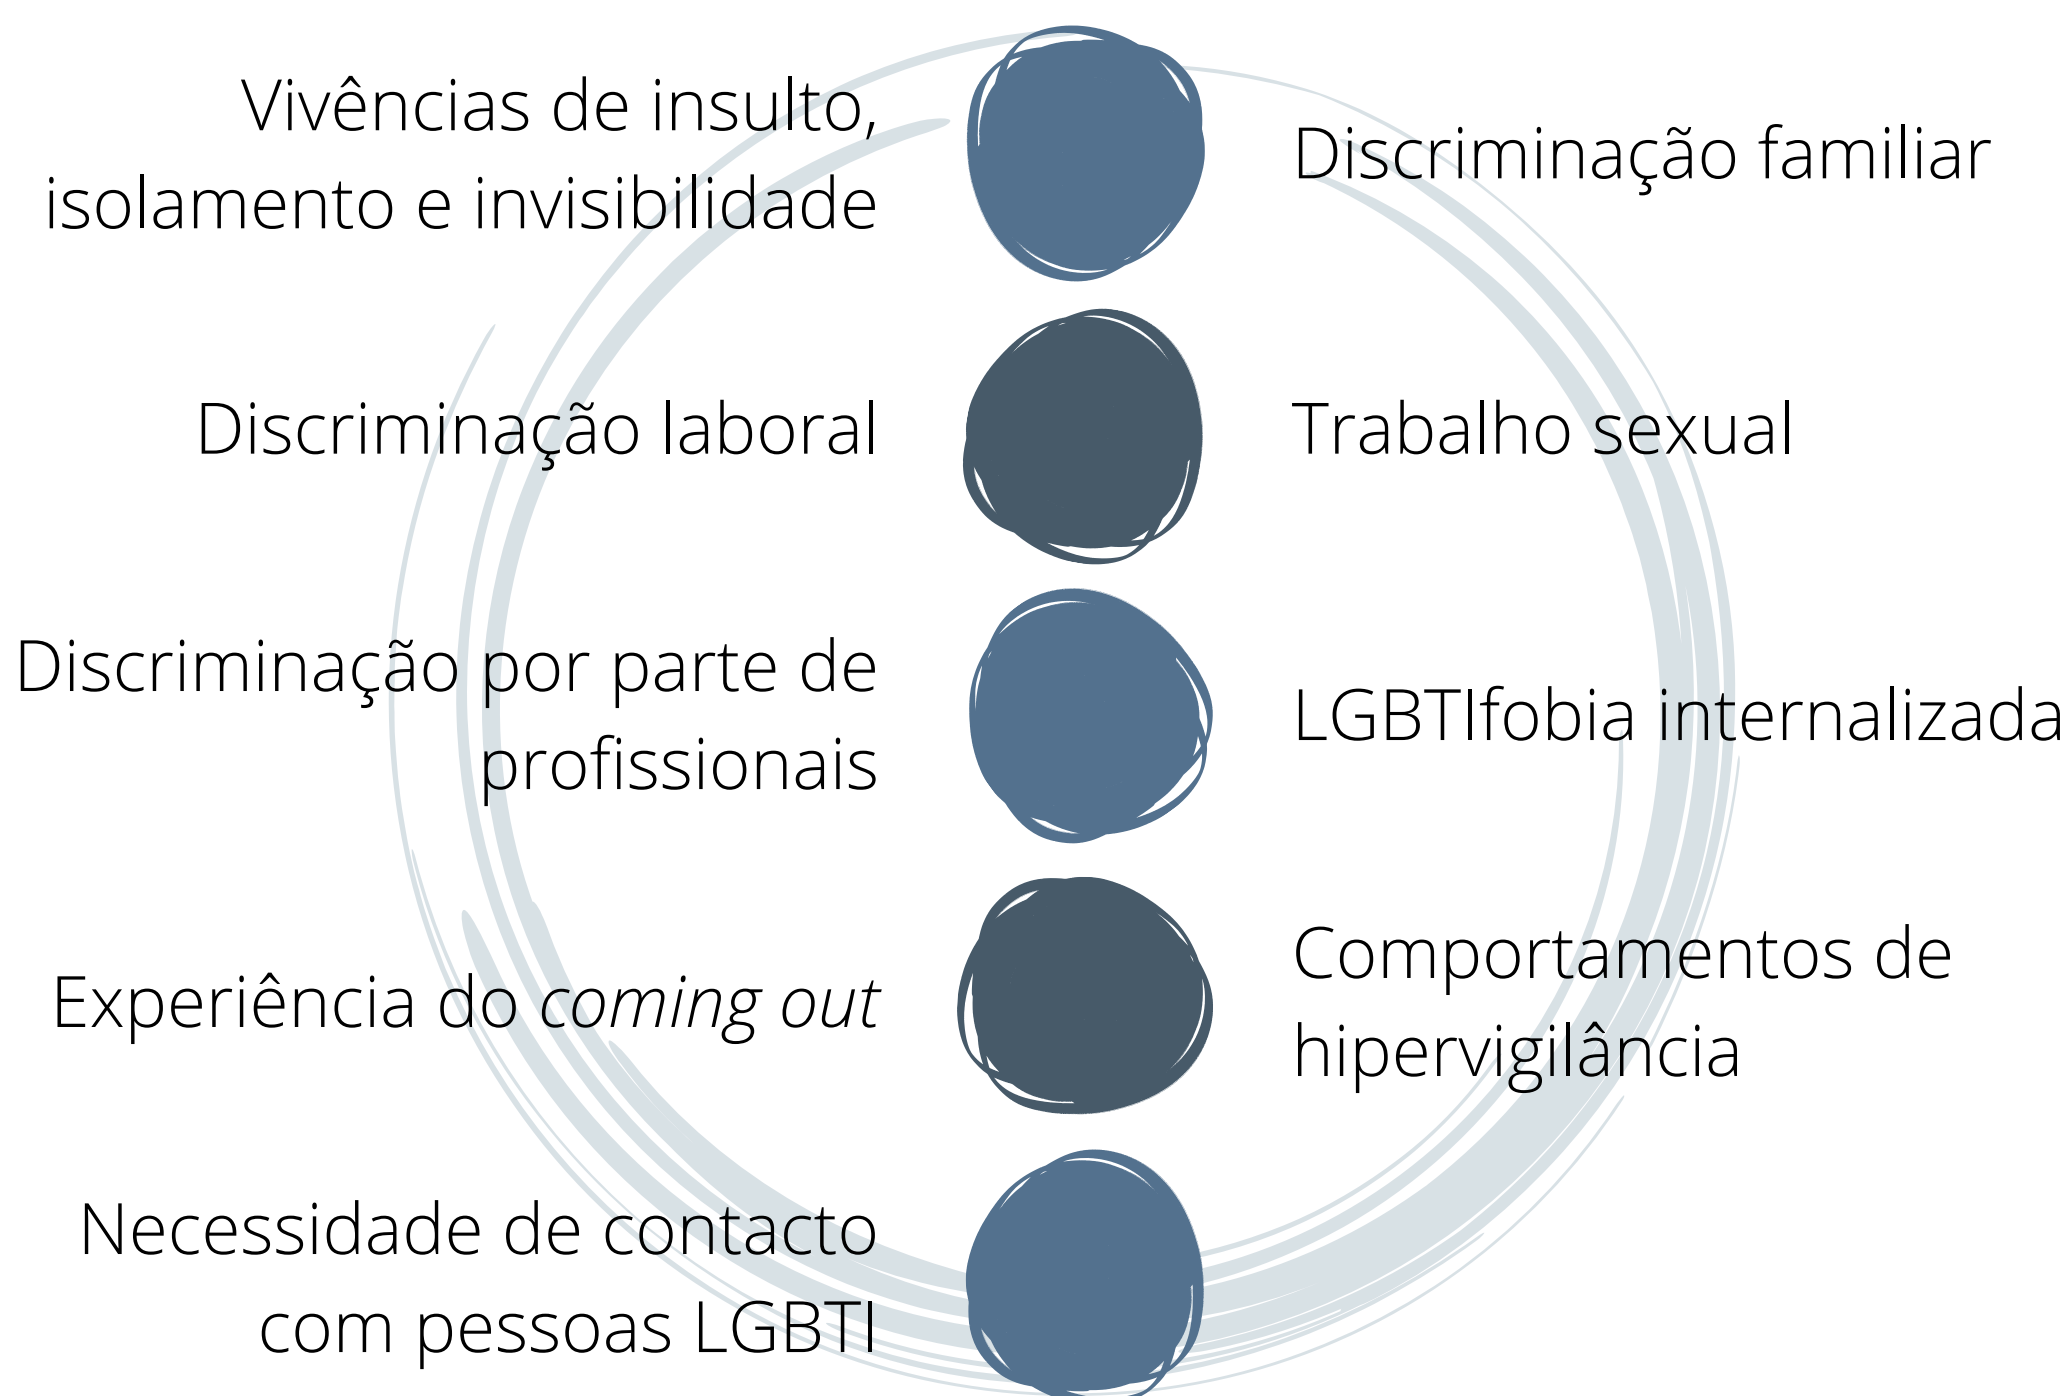 Vivências de insulto,
isolamento e invisibilidade
Discriminação familiar
Discriminação laboral
Trabalho sexual
Discriminação por parte de
profissionais
LGBTIfobia internalizada
Experiência do coming out
Comportamentos de
hipervigilância
Necessidade de contacto
com pessoas LGBTI